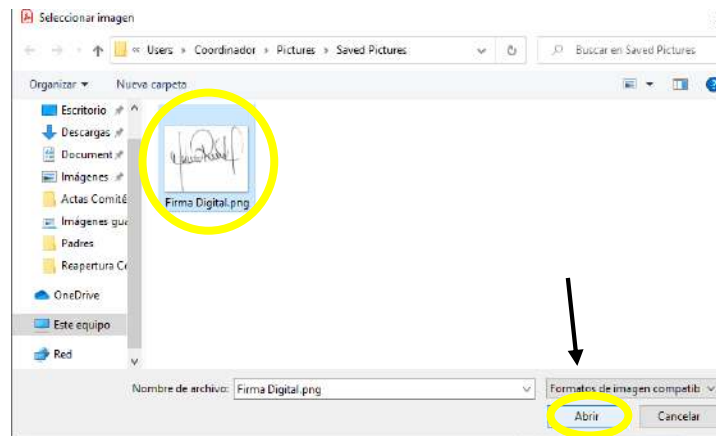 Seleccionar imagen
« Users › Coordinador › Pictures › Saved Pictures
Buscar en Saved Pictures
Organizar
Nueva carpeta
Escritorio
Descargas
Document
Imágenes
Actas Comité
Imágenes gua
Padres
Reapertura Ce
OneDrive
Este equipo
Red
Firma Digital.png
Nombre de archivo: Firma Digital.png
Formatos de imagen compatib
Abrir
Cancelar